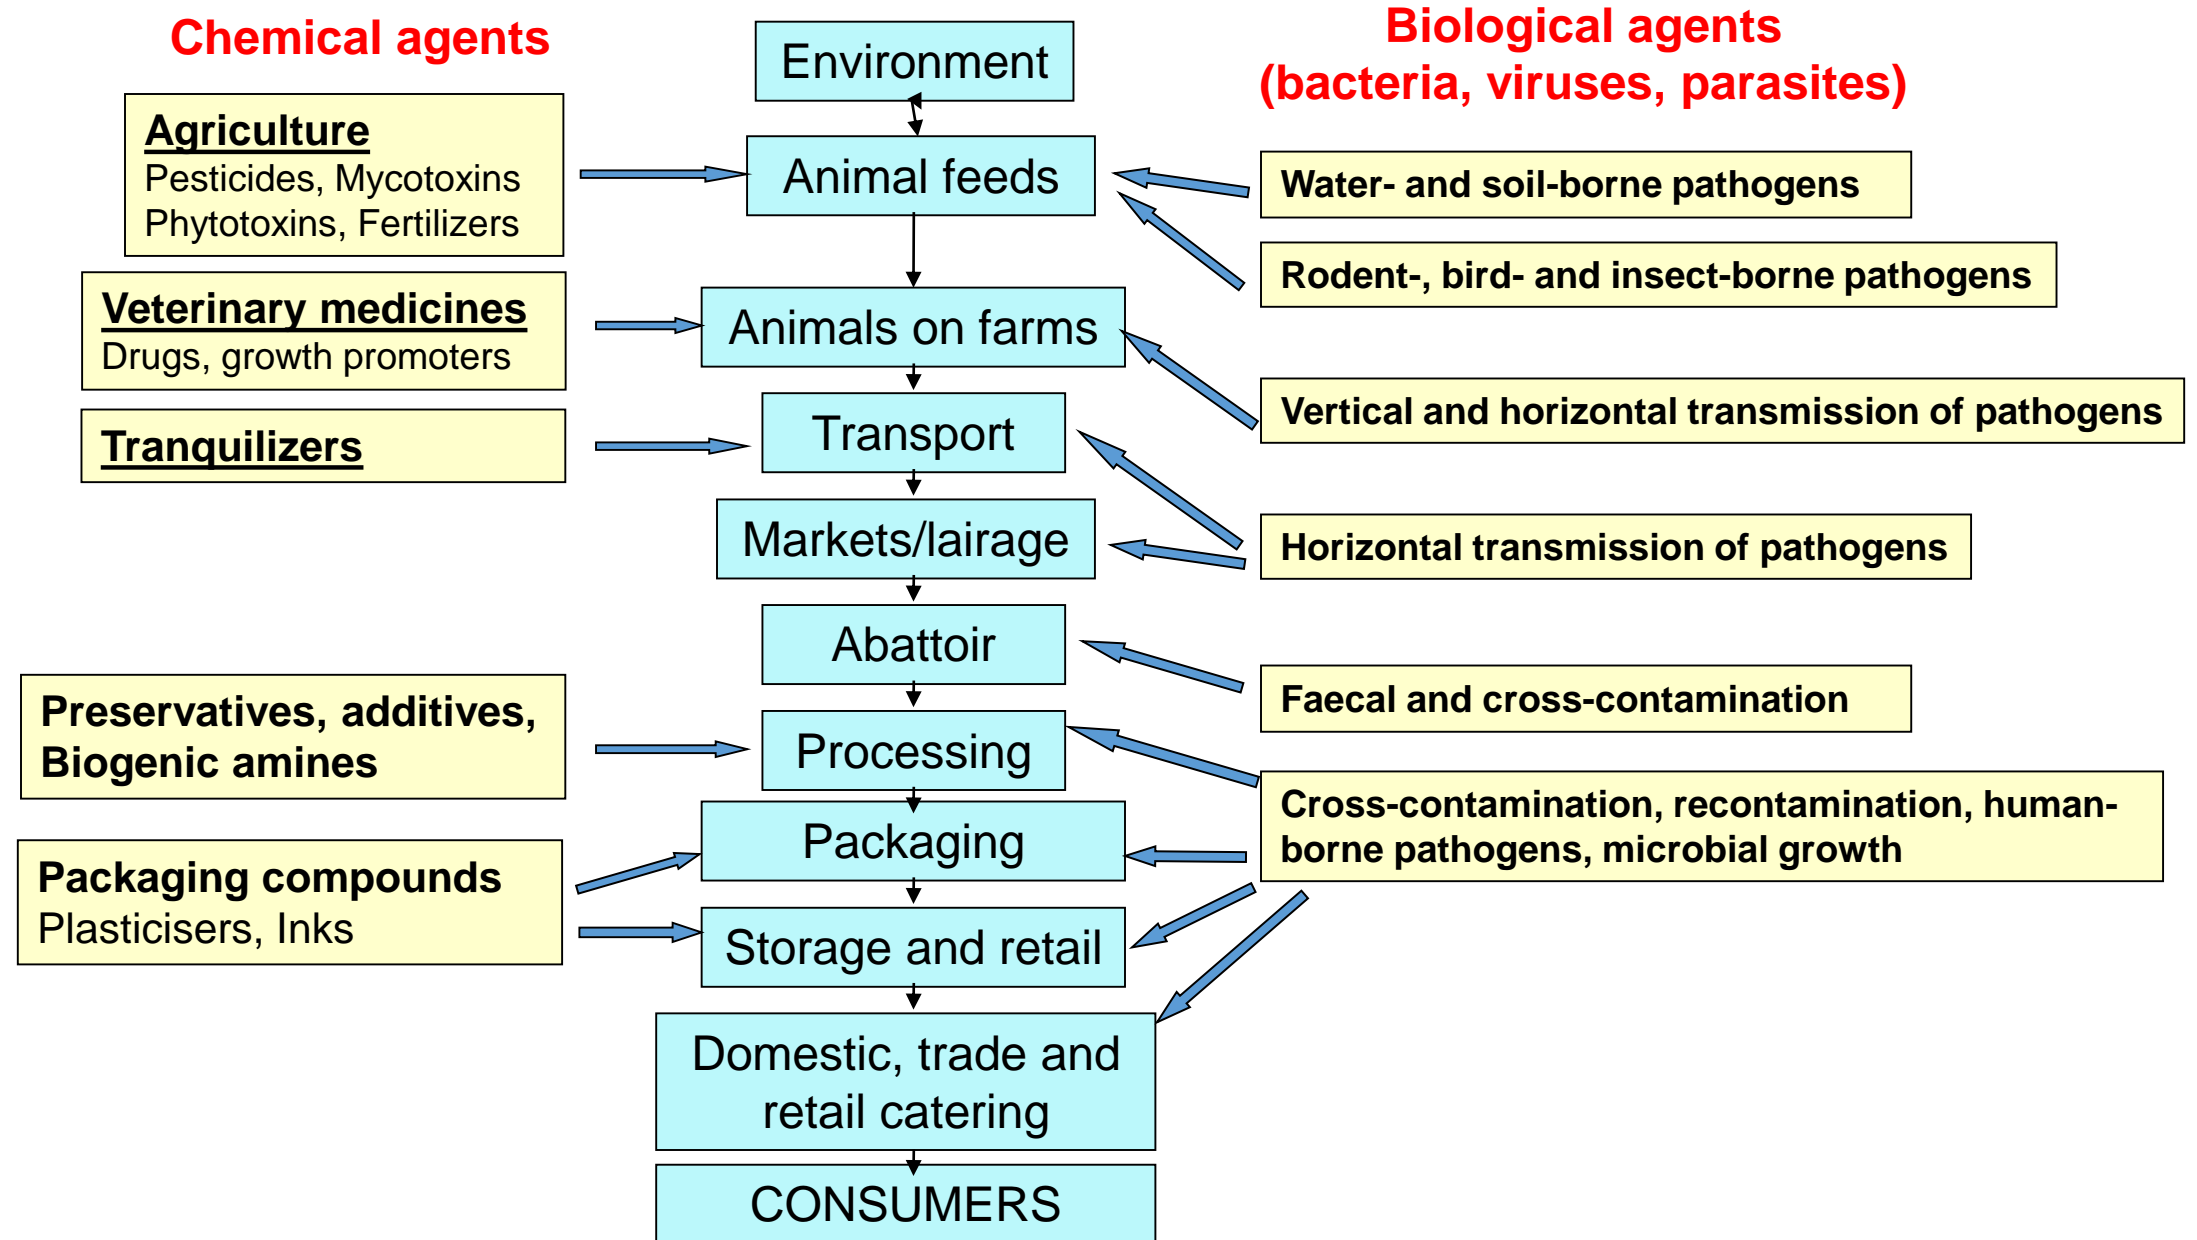 Chemical agents
Agriculture
Pesticides, Mycotoxins
Phytotoxins, Fertilizers
Veterinary medicines
Drugs, growth promoters
Tranquilizers
Preservatives, additives,
Biogenic amines
Packaging compounds
Plasticisers, Inks
Environment
Animal feeds
Animals on farms
Transport
Markets/lairage
Abattoir
Processing
Packaging
Storage and retail
Domestic, trade and
retail catering
CONSUMERS
Biological agents
(bacteria, viruses, parasites)
Water- and soil-borne pathogens
Rodent-, bird- and insect-borne pathogens
Vertical and horizontal transmission of pathogens
Horizontal transmission of pathogens
Faecal and cross-contamination
Cross-contamination, recontamination, human-
borne pathogens, microbial growth